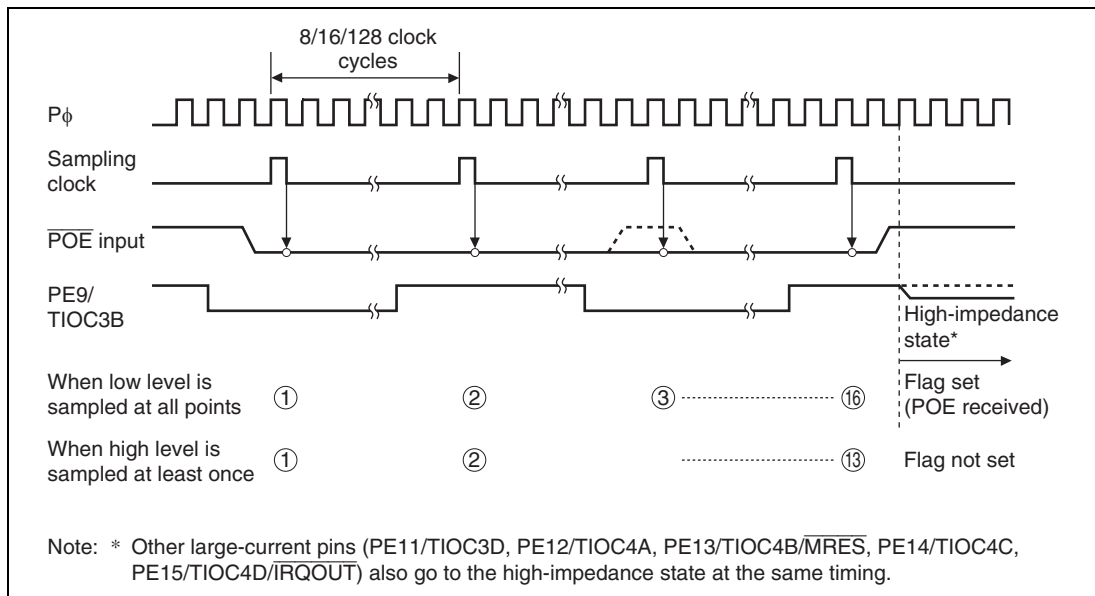 8/16/128 clock
cycles
Pϕ
Sampling
clock
POE input
PE9/
TIOC3B
High-impedance
state*
When low level is
sampled at all points
① ② ③ ⑯
Flag set
(POE received)
When high level is
sampled at least once
① ② ⑬
Flag not set
Note: * Other large-current pins (PE11/TIOC3D, PE12/TIOC4A, PE13/TIOC4B/MRES, PE14/TIOC4C,
PE15/TIOC4D/IRQOUT) also go to the high-impedance state at the same timing.